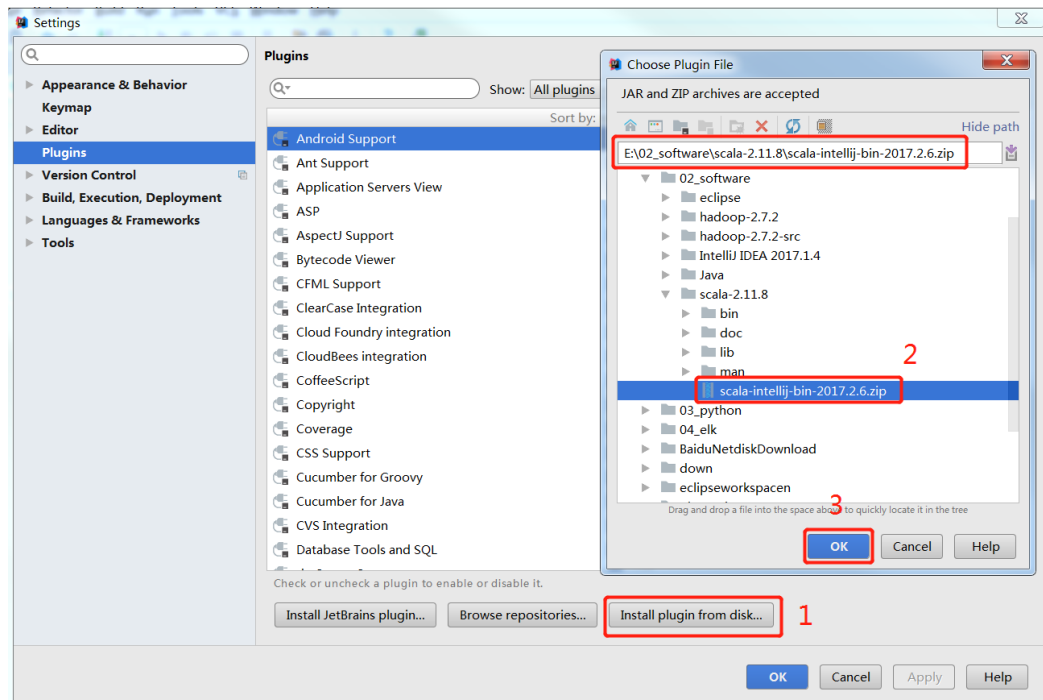 Settings
Appearance & Behavior
Keymap
Editor
Plugins
Version Control
Build, Execution, Deployment
Languages & Frameworks
Tools
Plugins
Show: All plugins
Sort by:
Android Support
Ant Support
Application Servers View
ASP
AspectJ Support
Bytecode Viewer
CFML Support
ClearCase Integration
Cloud Foundry integration
CloudBees integration
CoffeeScript
Copyright
Coverage
CSS Support
Cucumber for Groovy
Cucumber for Java
CVS Integration
Database Tools and SQL
Check or uncheck a plugin to enable or disable it.
Install JetBrains plugin... Browse repositories... Install plugin from disk... 1
Choose Plugin File
JAR and ZIP archives are accepted
Hide path
E:\02_software\scala-2.11.8\scala-intellij-bin-2017.2.6.zip
02_software
eclipse
hadoop-2.7.2
hadoop-2.7.2-src
IntelliJ IDEA 2017.1.4
Java
scala-2.11.8
bin
doc
lib
2
man
scala-intellij-bin-2017.2.6.zip
03_python
04_elk
BaiduNetdiskDownload
down
eclipseworkspacen
3
Drag and drop a file into the space above to quickly locate it in the tree
OK Cancel Help
OK Cancel Apply Help